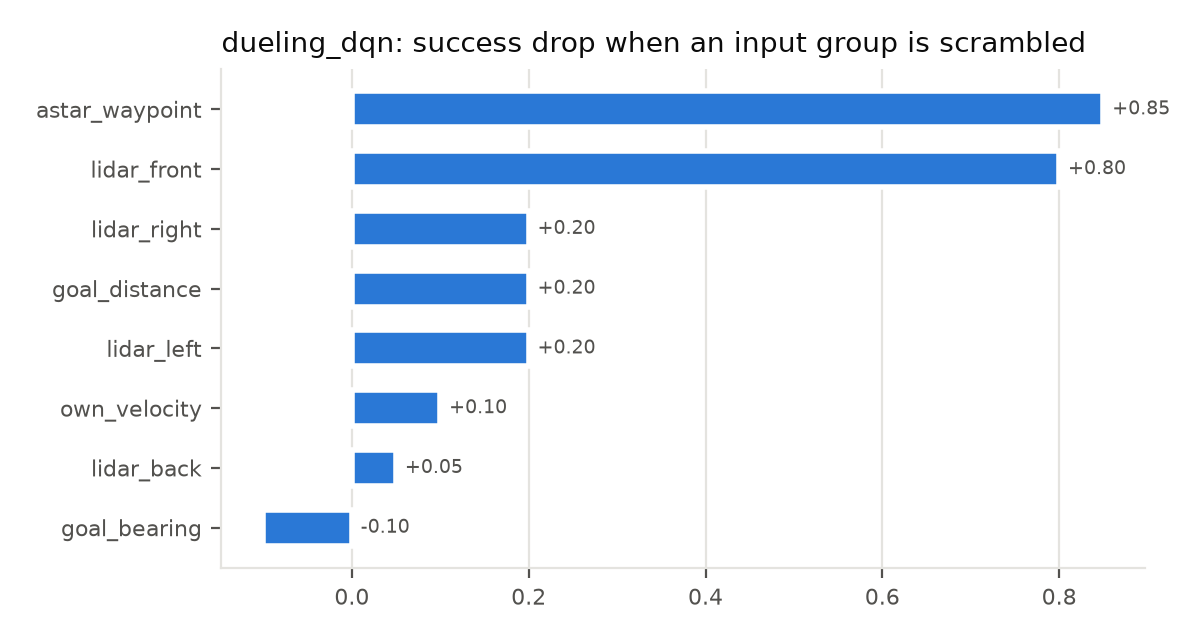 dueling_dqn: success drop when an input group is scrambled
astar_waypoint +0.85
lidar_front +0.80
lidar_right +0.20
goal_distance +0.20
lidar_left +0.20
own_velocity +0.10
lidar_back +0.05
goal_bearing -0.10
0.0 0.2 0.4 0.6 0.8